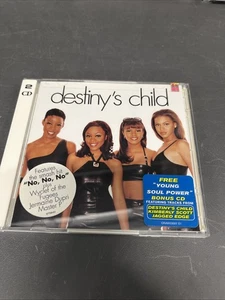 2
CD
destiny's child
Features
the smash hit
"No, No, No"
plus
Wyclef of the
Fugees
Jermaine Dupri
Master P
FREE
"YOUNG
SOUL POWER"
BONUS CD
FEATURING TRACKS FROM
DESTINY'S CHILD
KIMBERLY SCOTT
JAGGED EDGE